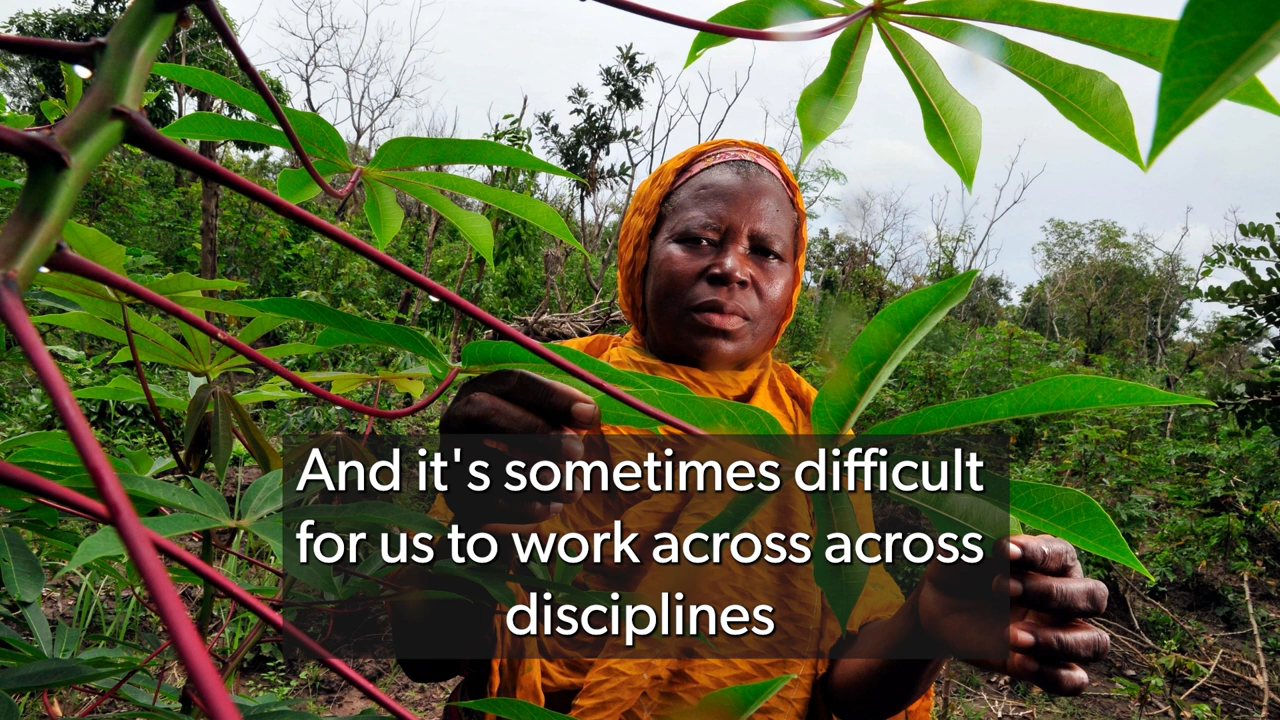 And it's sometimes difficult
for us to work across across
disciplines